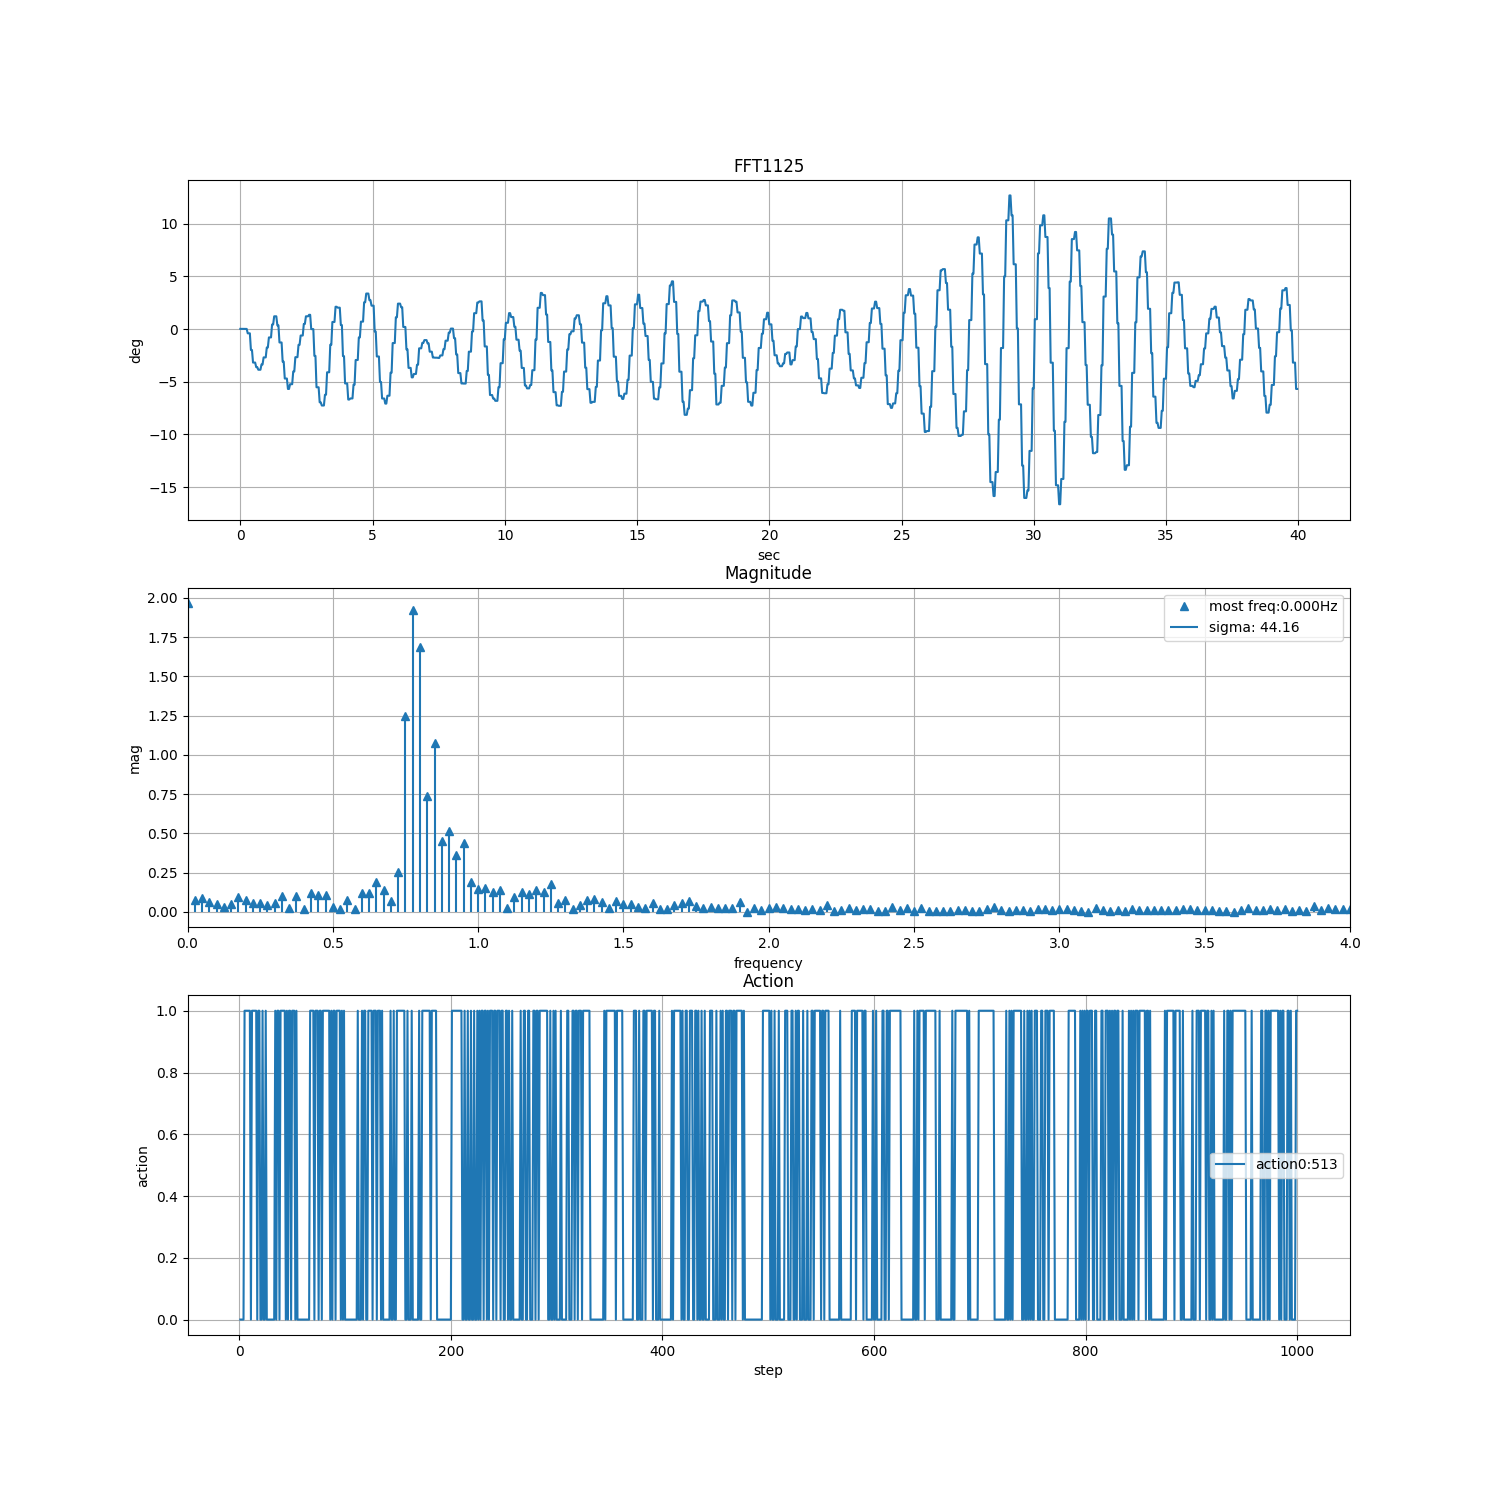 FFT1125
10
5
0
−5
−10
−15
deg
0 5 10 15 20 25 30 35 40
sec
Magnitude
2.00
1.75
1.50
1.25
1.00
0.75
0.50
0.25
0.00
mag
most freq:0.000Hz
sigma: 44.16
0.0 0.5 1.0 1.5 2.0 2.5 3.0 3.5 4.0
frequency
Action
1.0
0.8
0.6
0.4
0.2
0.0
action
action0:513
0 200 400 600 800 1000
step